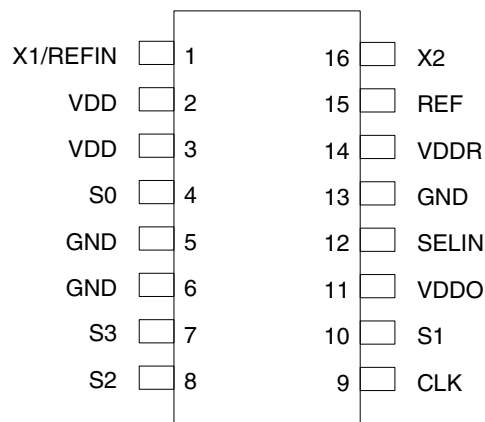 X1/REFIN 1 16 X2
VDD 2 15 REF
VDD 3 14 VDDR
S0 4 13 GND
GND 5 12 SELIN
GND 6 11 VDDO
S3 7 10 S1
S2 8 9 CLK